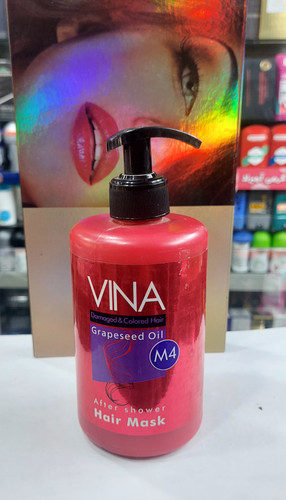 VINA
Damaged & Colored Hair
Grapeseed Oil
M4
After shower
Hair Mask